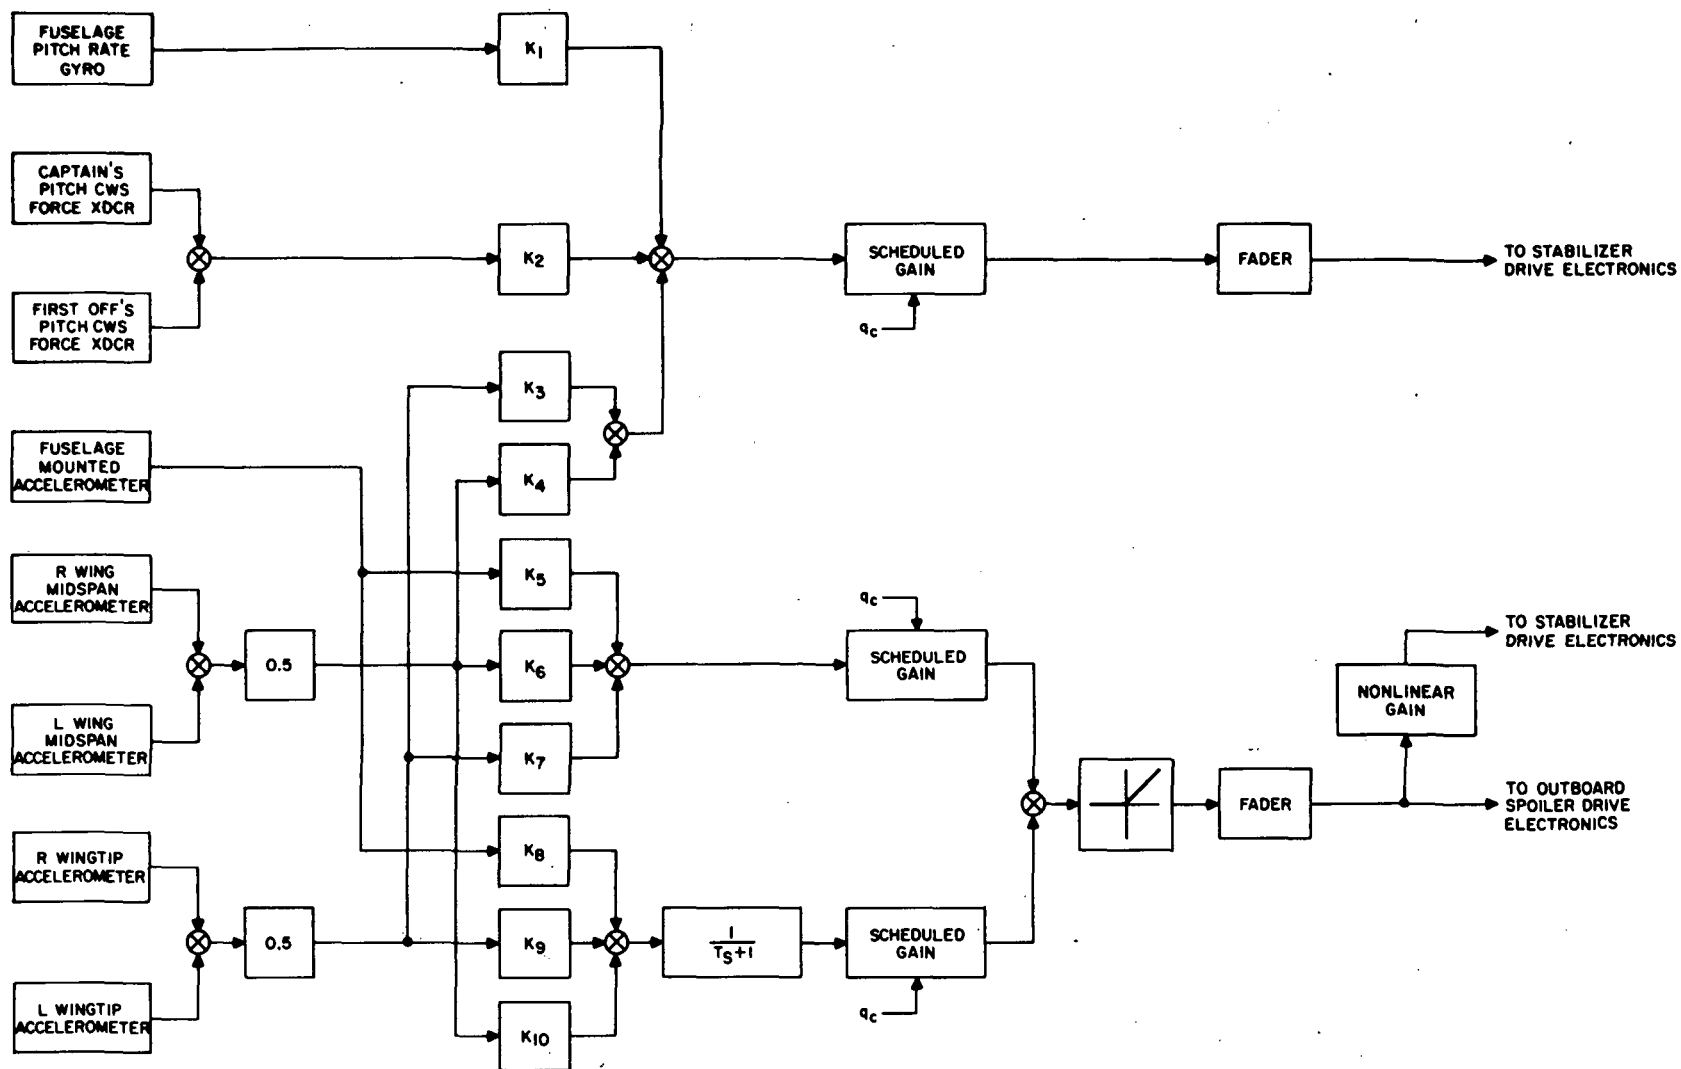 FUSELAGE
PITCH RATE
GYRO
K1
CAPTAIN'S
PITCH CWS
FORCE XDCR
FIRST OFF'S
PITCH CWS
FORCE XDCR
K2
SCHEDULED
GAIN
qc
FADER
TO STABILIZER
DRIVE ELECTRONICS
K3
K4
FUSELAGE
MOUNTED
ACCELEROMETER
R WING
MIDSPAN
ACCELEROMETER
L WING
MIDSPAN
ACCELEROMETER
0.5
K5
K6
K7
qc
SCHEDULED
GAIN
TO STABILIZER
DRIVE ELECTRONICS
NONLINEAR
GAIN
FADER
TO OUTBOARD
SPOILER DRIVE
ELECTRONICS
R WINGTIP
ACCELEROMETER
L WINGTIP
ACCELEROMETER
0.5
K8
K9
K10
1
TS+1
SCHEDULED
GAIN
qc